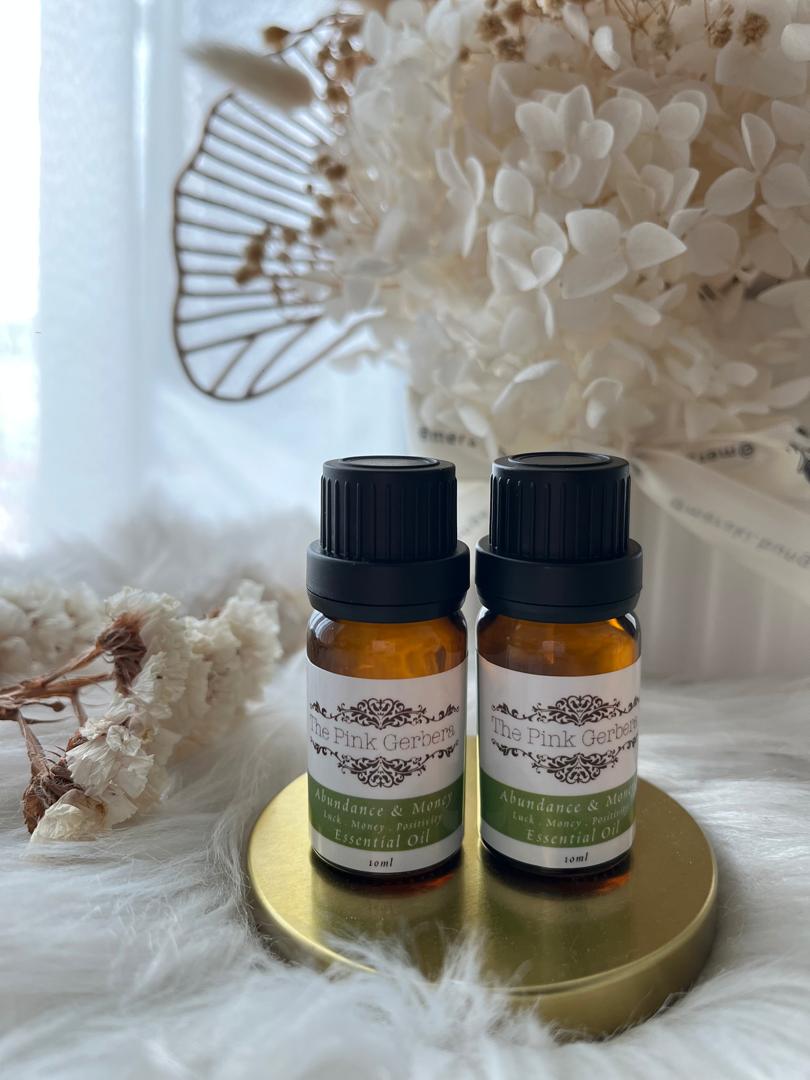 The Pink Gerbera
Abundance & Money
Luck . Money . Positivity
Essential Oil
10ml
The Pink Gerbera
Abundance & Money
Luck . Money . Positivity
Essential Oil
10ml